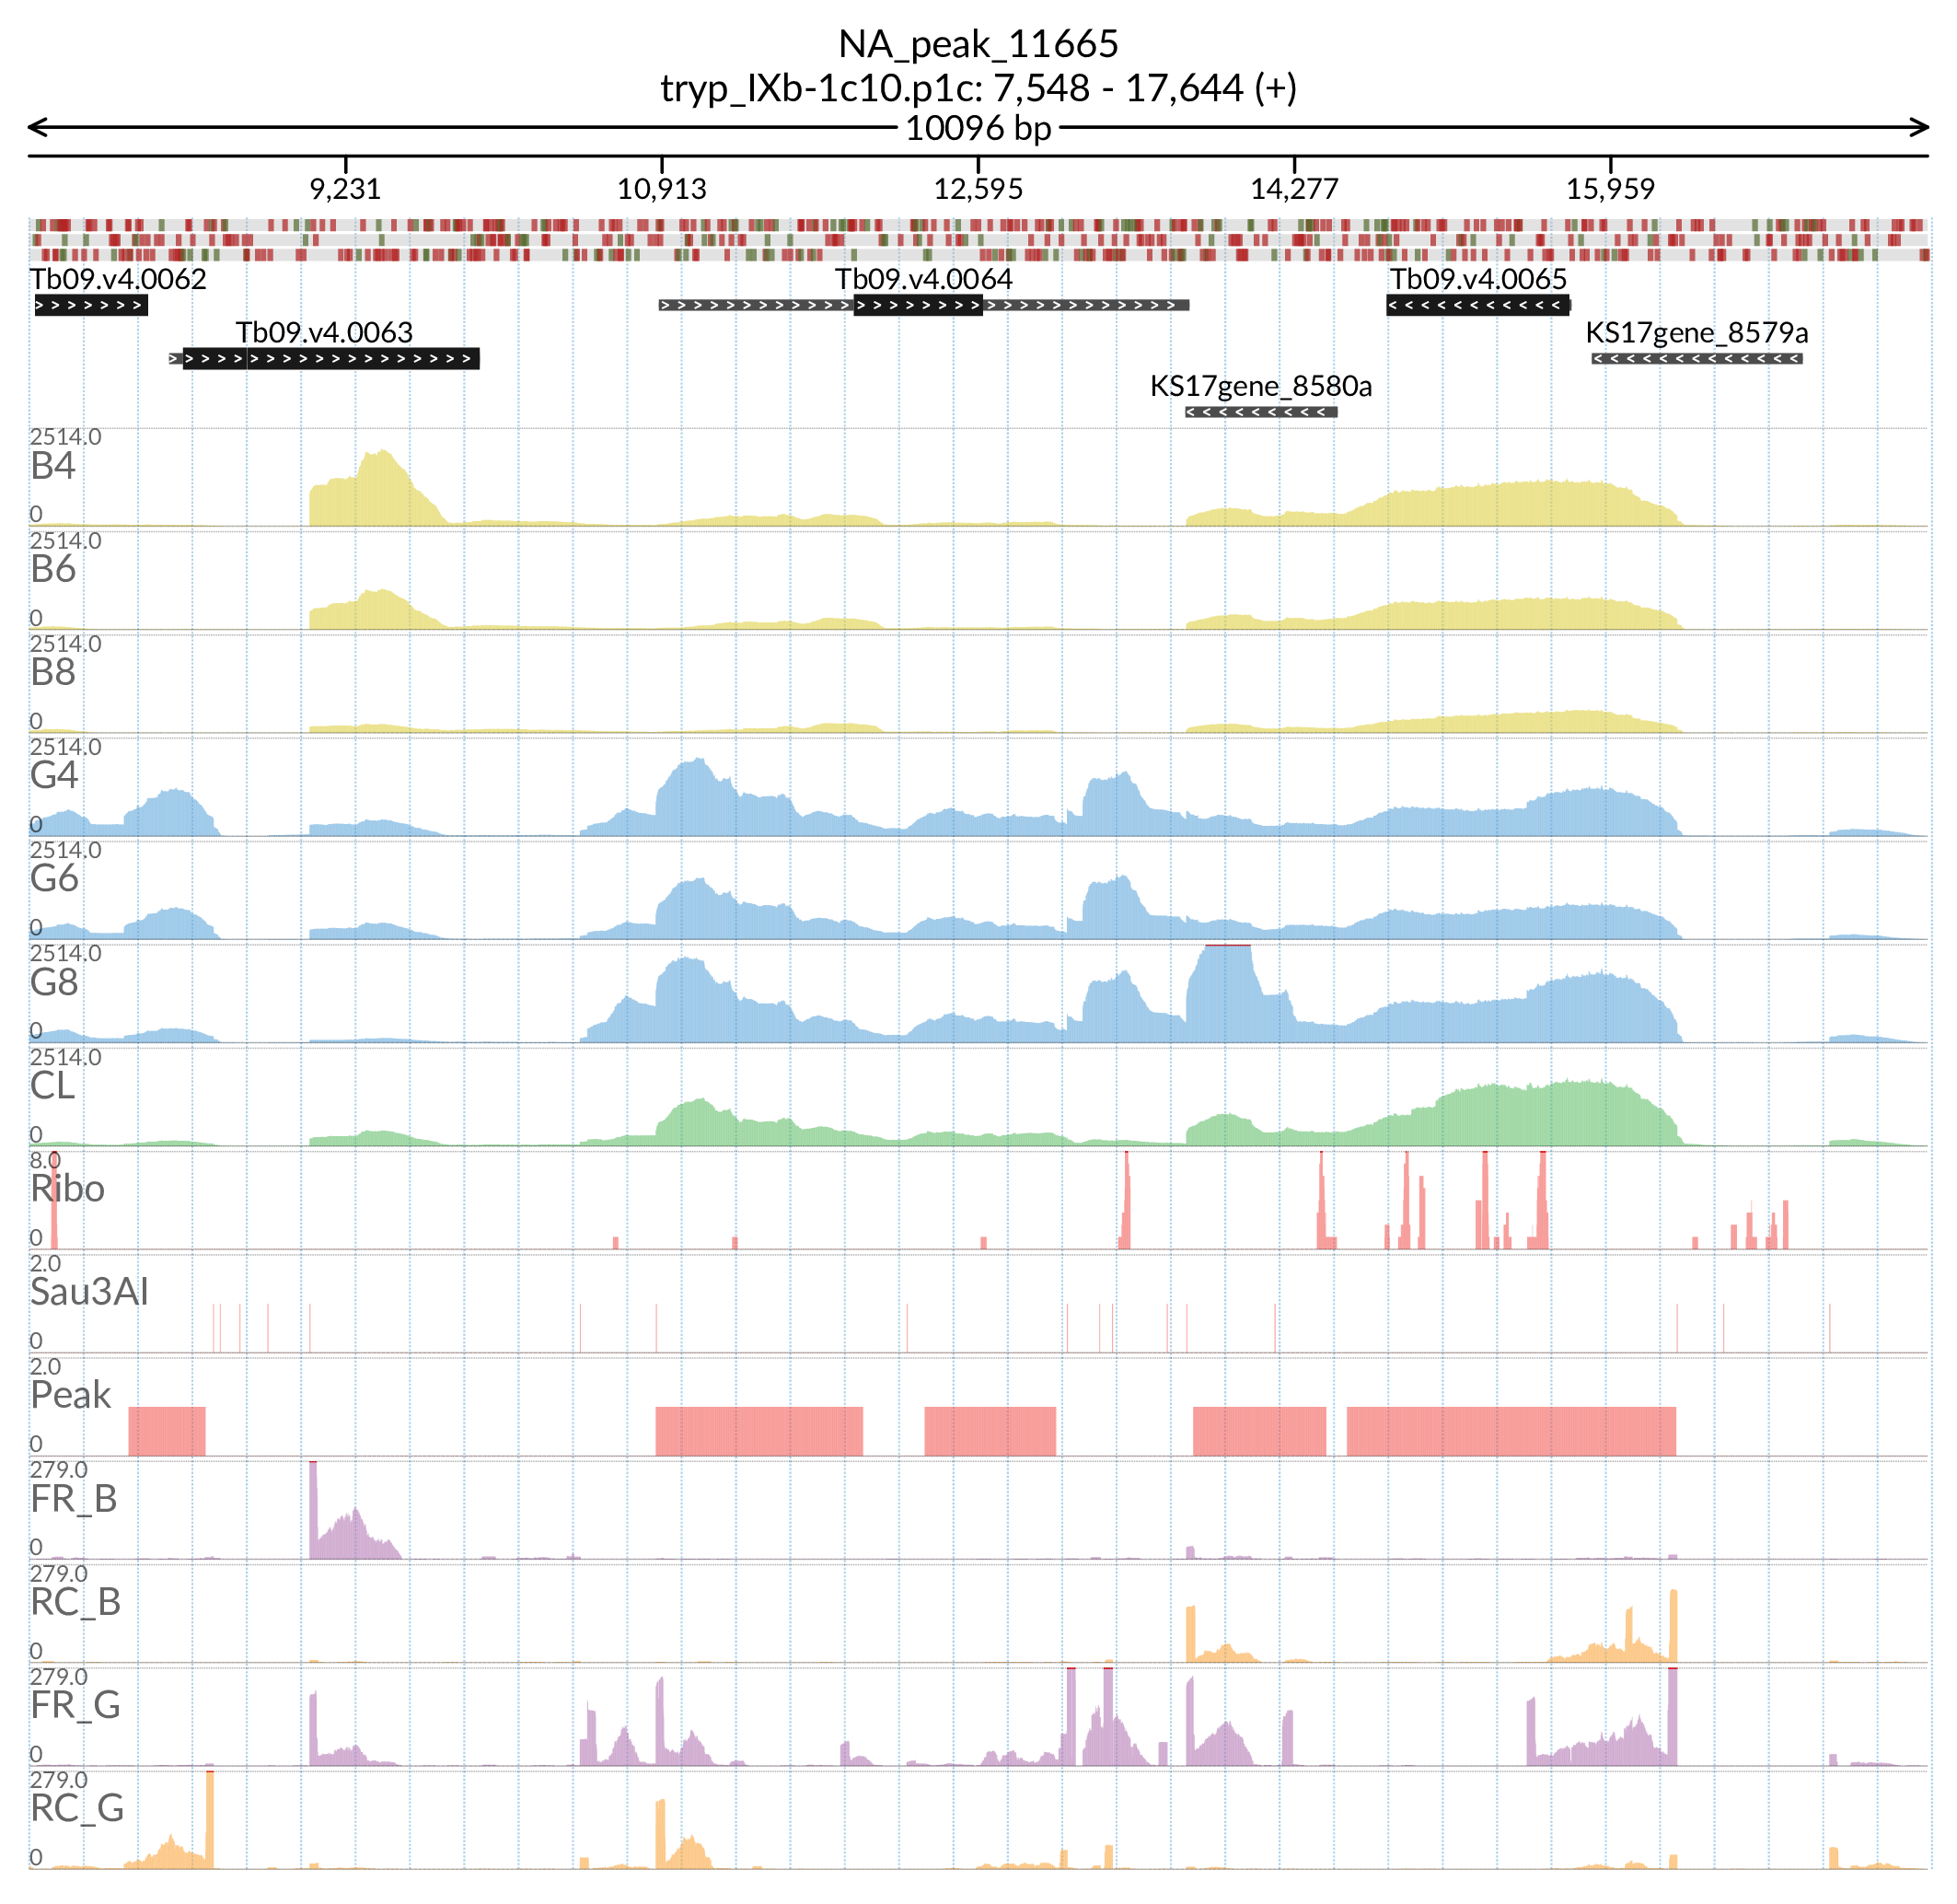 NA_peak_11665
tryp_IXb-1c10.p1c: 7,548 - 17,644 (+)
10096 bp
9,231 10,913 12,595 14,277 15,959
Tb09.v4.0062 Tb09.v4.0064 Tb09.v4.0065
Tb09.v4.0063 KS17gene_8579a
KS17gene_8580a
2514.0
B4
0
2514.0
B6
0
2514.0
B8
0
2514.0
G4
0
2514.0
G6
0
2514.0
G8
0
2514.0
CL
0
8.0
Ribo
0
2.0
Sau3AI
0
2.0
Peak
0
279.0
FR_B
0
279.0
RC_B
0
279.0
FR_G
0
279.0
RC_G
0